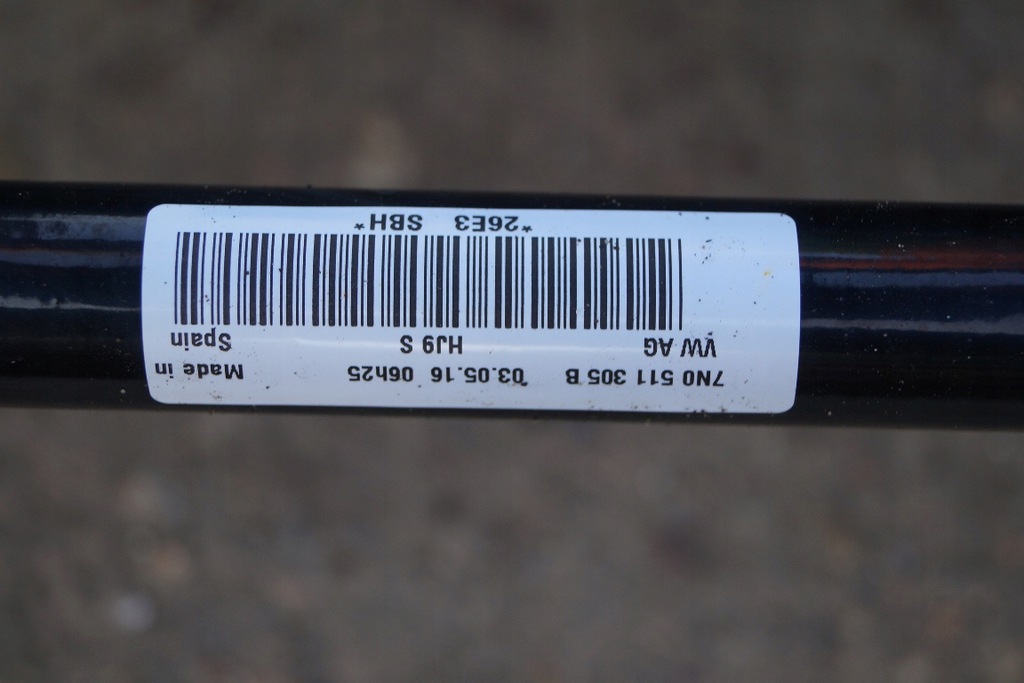 7N0 511 305 B 03.05.16 06h25 Made in
VW AG HJ9 S Spain
*26E3 SBH*